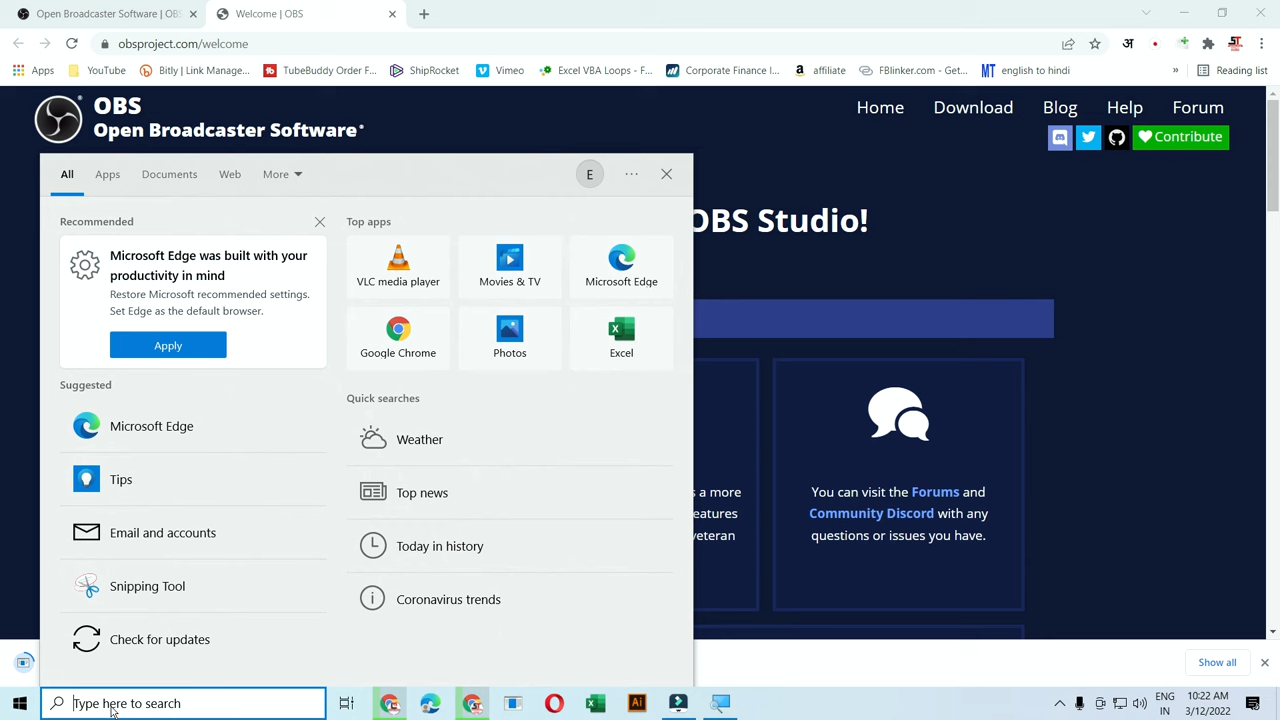 Open Broadcaster Software | OBS
Welcome | OBS
obsproject.com/welcome
अ
Apps
YouTube
Bitly | Link Manage...
TubeBuddy Order F...
ShipRocket
Vimeo
Excel VBA Loops - F...
Corporate Finance I...
affiliate
FBlinker.com - Get...
MT
english to hindi
»
Reading list
OBS
Open Broadcaster Software
Home
Download
Blog
Help
Forum
Contribute
All
Apps
Documents
Web
More
E
Recommended
Microsoft Edge was built with your
productivity in mind
Restore Microsoft recommended settings.
Set Edge as the default browser.
Apply
Suggested
Microsoft Edge
Tips
Email and accounts
Snipping Tool
Check for updates
Top apps
VLC media player
Movies & TV
Microsoft Edge
Google Chrome
Photos
Excel
Quick searches
Weather
Top news
Today in history
Coronavirus trends
OBS Studio!
s a more
eatures
veteran
You can visit the Forums and
Community Discord with any
questions or issues you have.
Show all
Type here to search
Ai
ENG
IN
10:22 AM
3/12/2022